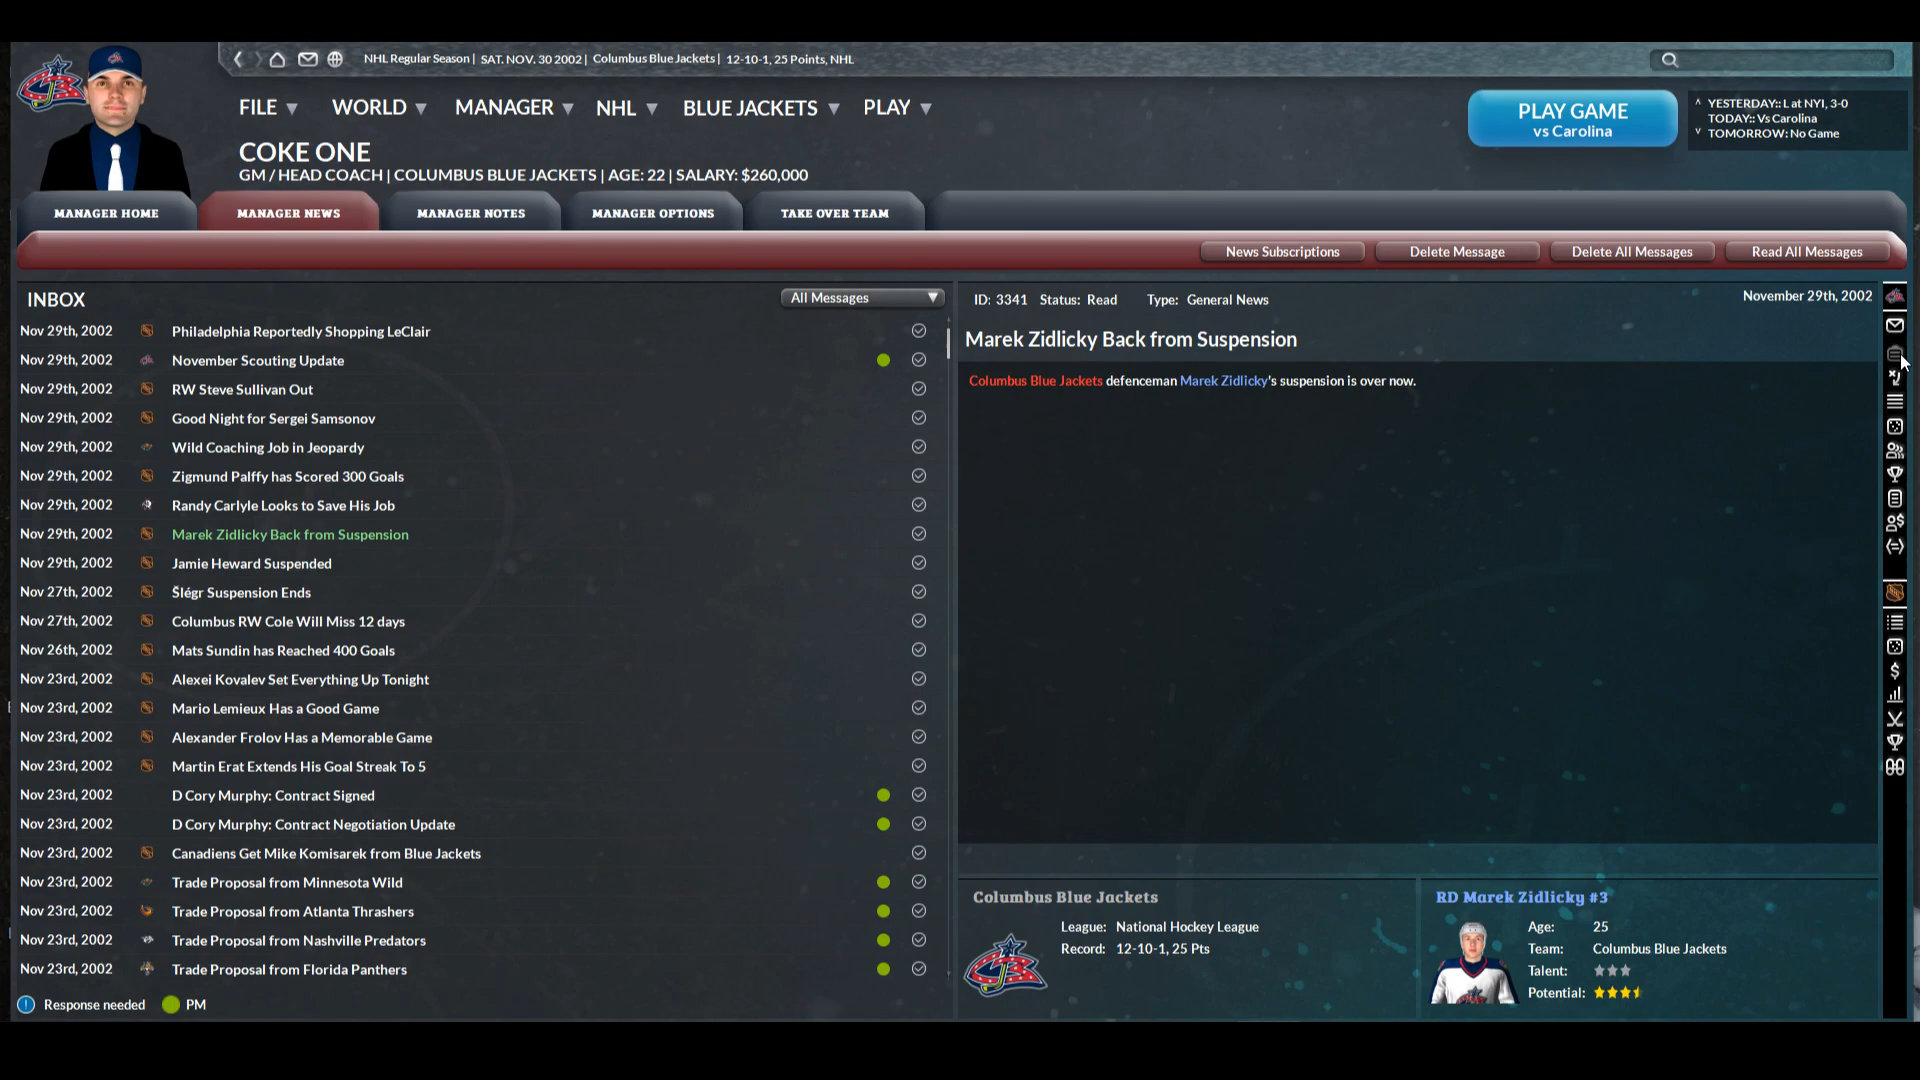 NHL Regular Season | SAT. NOV. 30 2002 | Columbus Blue Jackets | 12-10-1, 25 Points, NHL
FILE WORLD MANAGER NHL BLUE JACKETS PLAY
PLAY GAME
vs Carolina
YESTERDAY:: L at NYI, 3-0
TODAY:: Vs Carolina
TOMORROW: No Game
COKE ONE
GM / HEAD COACH | COLUMBUS BLUE JACKETS | AGE: 22 | SALARY: $260,000
MANAGER HOME MANAGER NEWS MANAGER NOTES MANAGER OPTIONS TAKE OVER TEAM
News Subscriptions Delete Message Delete All Messages Read All Messages
INBOX All Messages
Nov 29th, 2002 Philadelphia Reportedly Shopping LeClair
Nov 29th, 2002 November Scouting Update
Nov 29th, 2002 RW Steve Sullivan Out
Nov 29th, 2002 Good Night for Sergei Samsonov
Nov 29th, 2002 Wild Coaching Job in Jeopardy
Nov 29th, 2002 Zigmund Palffy has Scored 300 Goals
Nov 29th, 2002 Randy Carlyle Looks to Save His Job
Nov 29th, 2002 Marek Zidlicky Back from Suspension
Nov 29th, 2002 Jamie Heward Suspended
Nov 27th, 2002 Šlégr Suspension Ends
Nov 27th, 2002 Columbus RW Cole Will Miss 12 days
Nov 26th, 2002 Mats Sundin has Reached 400 Goals
Nov 23rd, 2002 Alexei Kovalev Set Everything Up Tonight
Nov 23rd, 2002 Mario Lemieux Has a Good Game
Nov 23rd, 2002 Alexander Frolov Has a Memorable Game
Nov 23rd, 2002 Martin Erat Extends His Goal Streak To 5
Nov 23rd, 2002 D Cory Murphy: Contract Signed
Nov 23rd, 2002 D Cory Murphy: Contract Negotiation Update
Nov 23rd, 2002 Canadiens Get Mike Komisarek from Blue Jackets
Nov 23rd, 2002 Trade Proposal from Minnesota Wild
Nov 23rd, 2002 Trade Proposal from Atlanta Thrashers
Nov 23rd, 2002 Trade Proposal from Nashville Predators
Nov 23rd, 2002 Trade Proposal from Florida Panthers
Response needed PM
ID: 3341 Status: Read Type: General News November 29th, 2002
Marek Zidlicky Back from Suspension
Columbus Blue Jackets defenceman Marek Zidlicky's suspension is over now.
Columbus Blue Jackets
League: National Hockey League
Record: 12-10-1, 25 Pts
RD Marek Zidlicky #3
Age: 25
Team: Columbus Blue Jackets
Talent:
Potential: